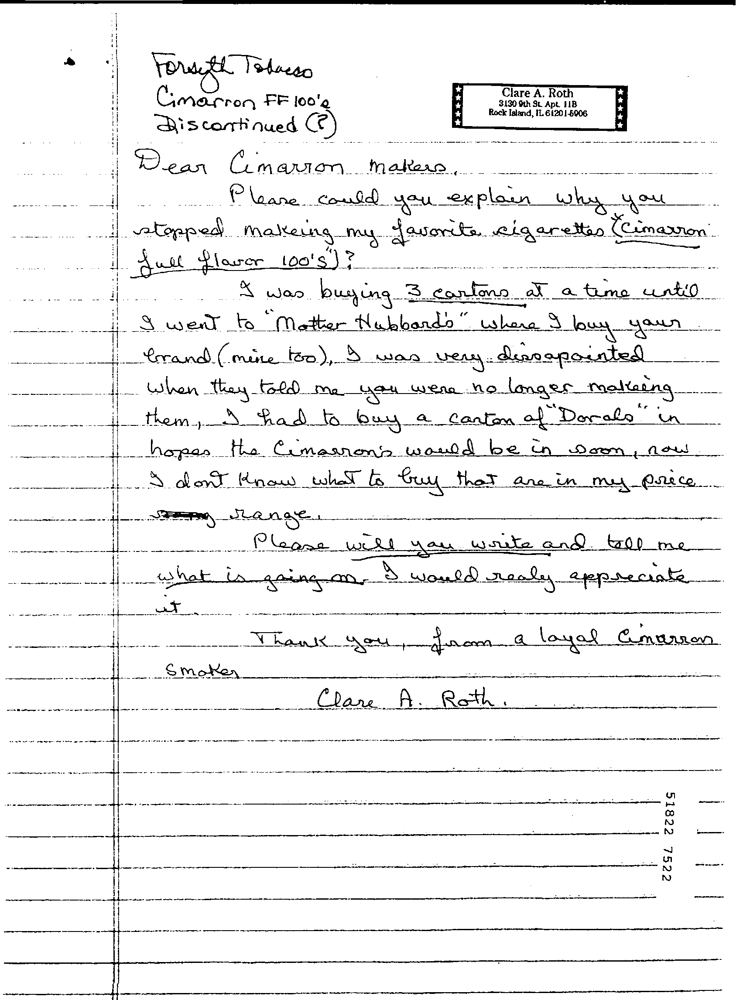 Forsyth Tobacco
Cimarron FF 100's
Discontinued (?)
Clare A. Roth
3130 9th St. Apt. 11B
Rock Island, IL 61201-5906
Dear Cimarron makers,
Please could you explain why you
stopped makeing my favorite cigarettes ("Cimarron
full flavor 100's")?
I was buying 3 cartons at a time until
I went to "Mother Hubbard's" where I buy your
brand (mine too), I was very dissapointed
when they told me you were no longer makeing
them, I had to buy a carton of "Dorals" in
hopes the Cimarron's would be in soon, now
I dont know what to buy that are in my price
range.
Please will you write and tell me
what is going on I would realy appreciate
it.
Thank you, from a loyal Cimarron
smoker
Clare A. Roth.
51822 7522